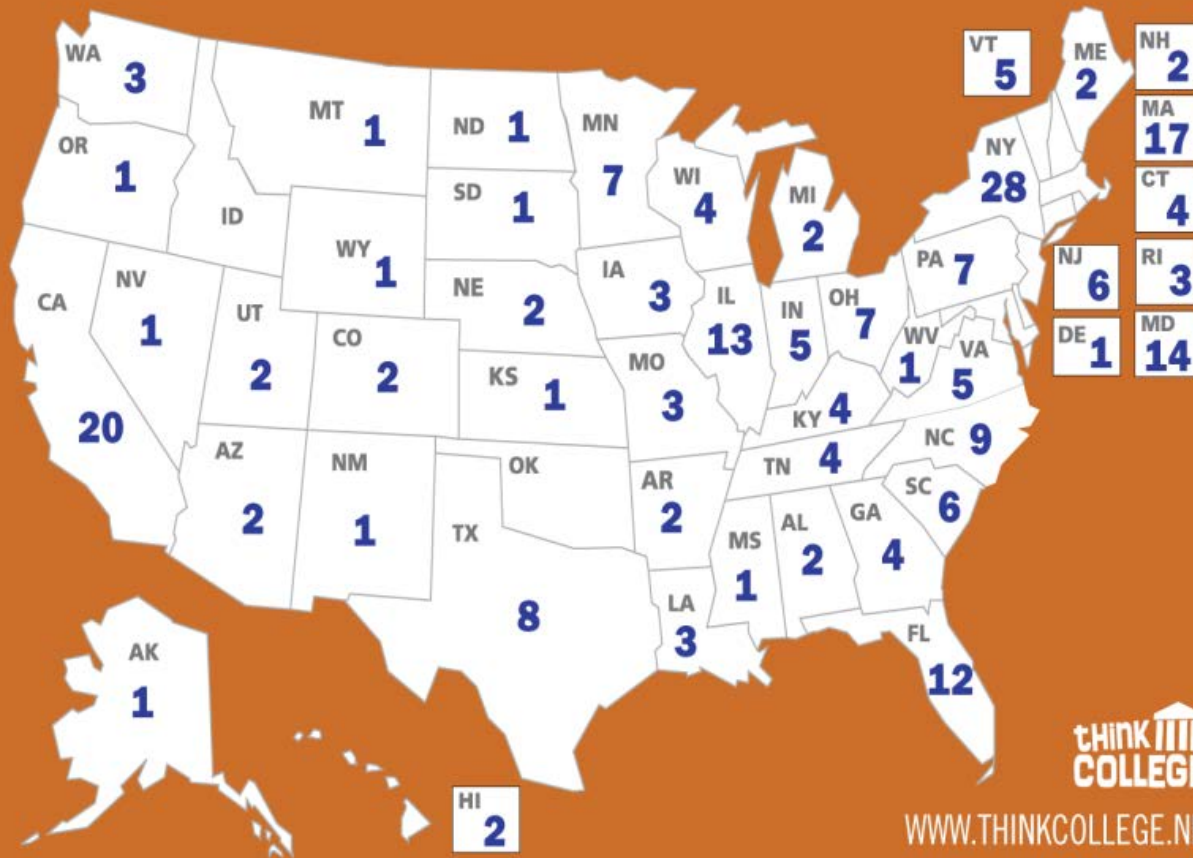 WA
3
MT
1
ND 1
MN
7
VT
5
ME
2
NH
2
MA
17
OR
1
ID
SD
1
WI
4
MI
2
NY
28
CT
4
WY
1
NV
1
CA
20
UT
2
CO
2
NE
2
IA
3
IL
13
IN
5
OH
7
PA 7
NJ
6
RI
3
DE 1
MD
14
WV
1
VA
5
KS 1
MO
3
KY 4
TN 4
NC 9
SC
6
AZ
2
NM
1
OK
TX
8
AR
2
LA
3
MS
1
AL
2
GA
4
FL
12
AK
1
HI
2
tHiNK
COLLEGE
WWW.THINKCOLLEGE.N